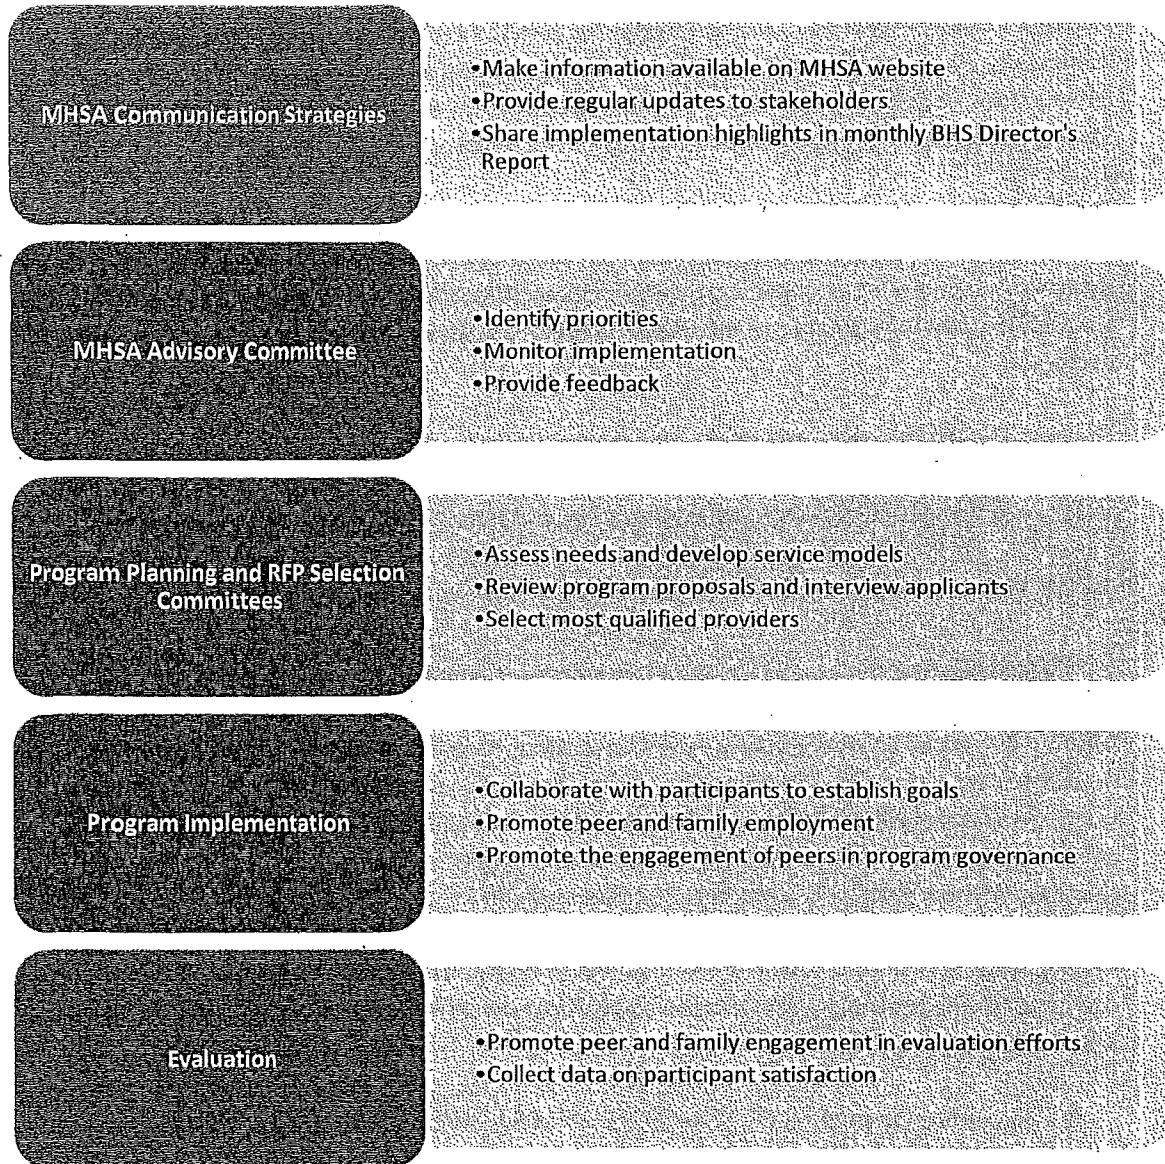 MHSA Communication Strategies
•Make information available on MHSA website
•Provide regular updates to stakeholders
•Share implementation highlights in monthly BHS Director's
Report
MHSA Advisory Committee
•Identify priorities
•Monitor implementation
•Provide feedback
Program Planning and RFP Selection
Committees
•Assess needs and develop service models
•Review program proposals and interview applicants
•Select most qualified providers
Program Implementation
•Collaborate with participants to establish goals
•Promote peer and family employment
•Promote the engagement of peers in program governance
Evaluation
•Promote peer and family engagement in evaluation efforts
•Collect data on participant satisfaction